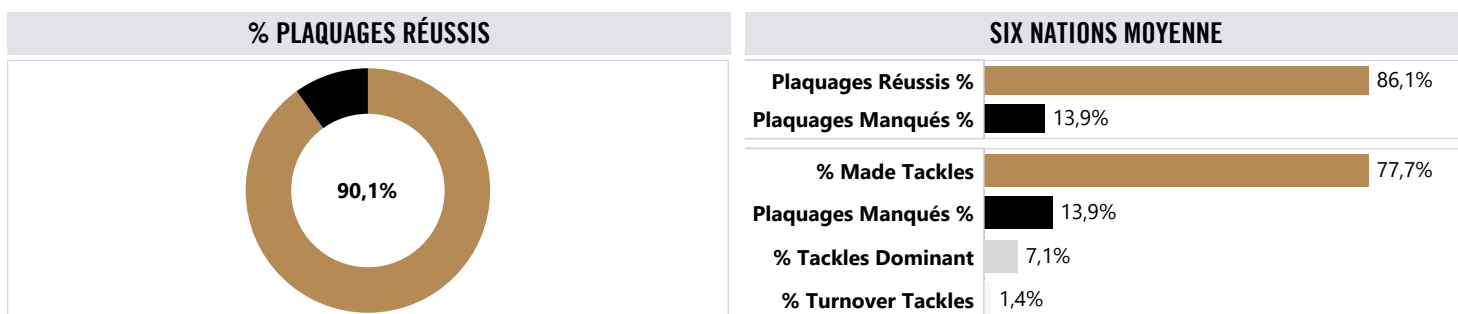 % PLAQUAGES RÉUSSIS
90,1%
SIX NATIONS MOYENNE
Plaquages Réussis % 86,1%
Plaquages Manqués % 13,9%
% Made Tackles 77,7%
Plaquages Manqués % 13,9%
% Tackles Dominant 7,1%
% Turnover Tackles 1,4%